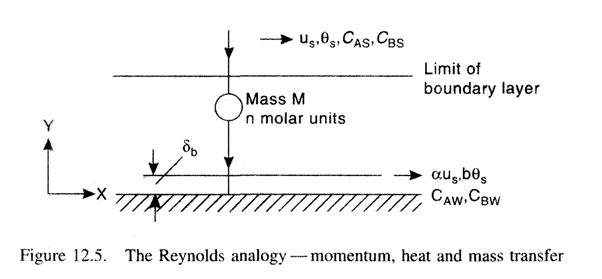 u_s,θ_s, C_AS, C_BS
Limit of
boundary layer
Mass M
n molar units
Y
δ_b
X
αu_s,bθ_s
C_AW,C_BW
Figure 12.5. The Reynolds analogy — momentum, heat and mass transfer